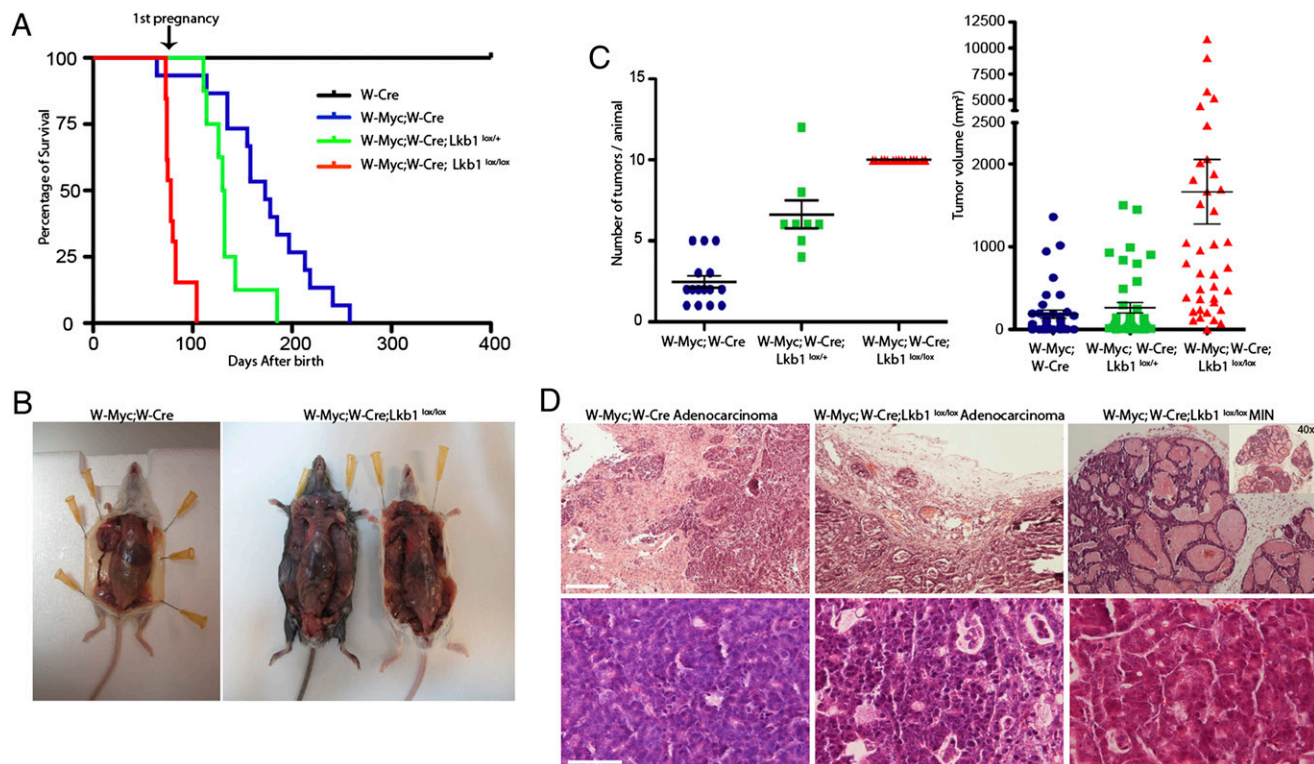 A
1st pregnancy
Percentage of Survival
100
75
50
25
0
0
100
200
300
400
Days After birth
W-Cre
W-Myc;W-Cre
W-Myc;W-Cre;Lkb1 lox/+
W-Myc;W-Cre; Lkb1 lox/lox
B
W-Myc;W-Cre
W-Myc;W-Cre;Lkb1 lox/lox
C
Number of tumors / animal
15
10
5
0
W-Myc;W-Cre
W-Myc;W-Cre;
Lkb1 lox/+
W-Myc;W-Cre;
Lkb1 lox/lox
Tumor volume (mm³)
12500
10000
7500
5000
2500
2000
1000
0
W-Myc;
W-Cre
W-Myc; W-Cre;
Lkb1 lox/+
W-Myc; W-Cre;
Lkb1 lox/lox
D
W-Myc;W-Cre Adenocarcinoma
W-Myc;W-Cre;Lkb1 lox/lox Adenocarcinoma
W-Myc;W-Cre;Lkb1 lox/lox MIN
40x